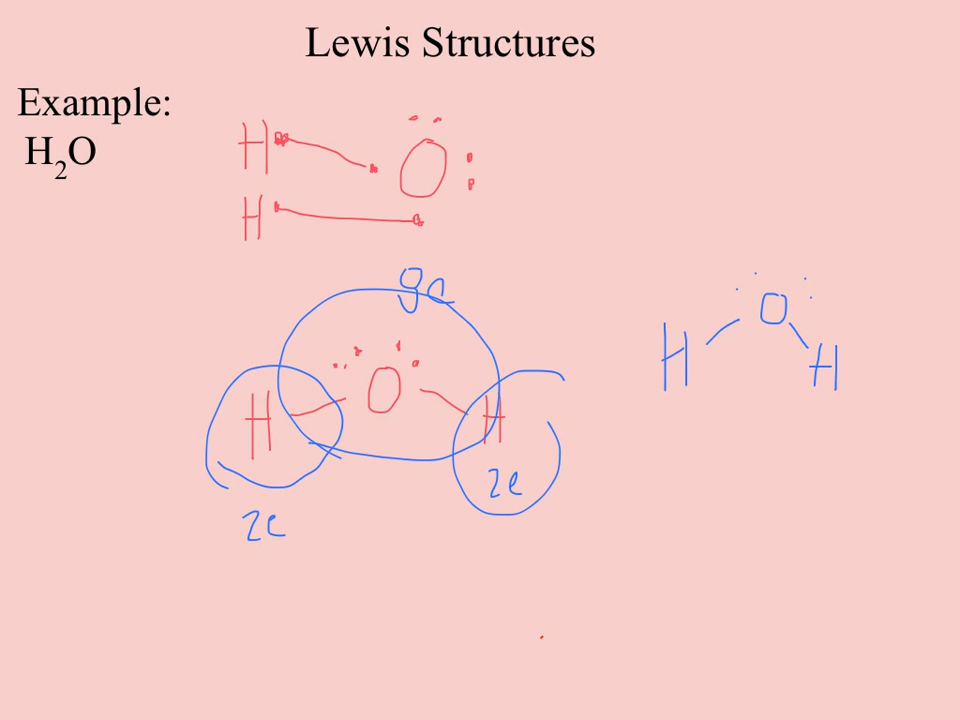 Lewis Structures
Example:
H2O
H O
H
8e
H O H
2e
2e
H O H